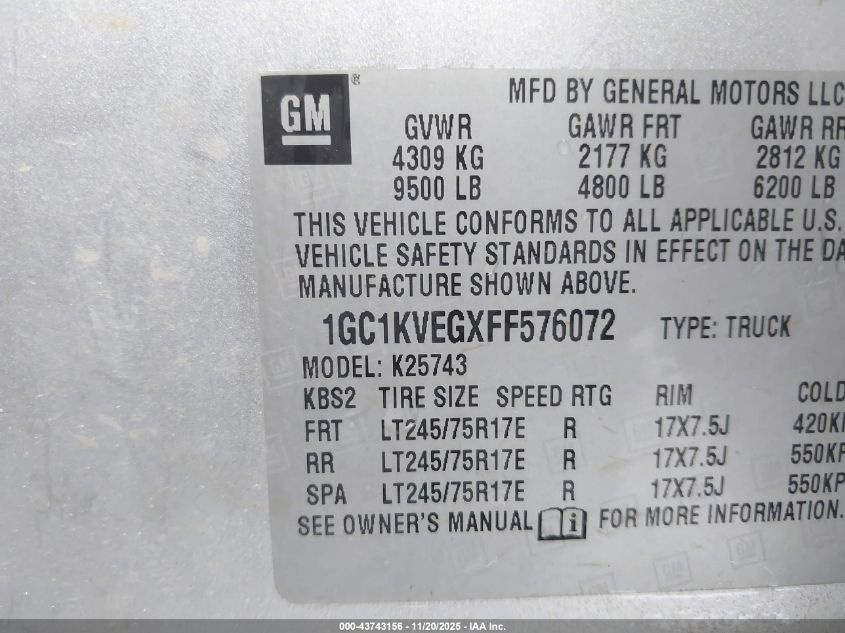 GM ®
MFD BY GENERAL MOTORS LLC
GVWR GAWR FRT GAWR RR
4309 KG 2177 KG 2812 KG
9500 LB 4800 LB 6200 LB
THIS VEHICLE CONFORMS TO ALL APPLICABLE U.S.
VEHICLE SAFETY STANDARDS IN EFFECT ON THE DA
MANUFACTURE SHOWN ABOVE.
1GC1KVEGXFF576072 TYPE: TRUCK
MODEL: K25743
KBS2 TIRE SIZE SPEED RTG RIM COLD
FRT LT245/75R17E R 17X7.5J 420KP
RR LT245/75R17E R 17X7.5J 550KP
SPA LT245/75R17E R 17X7.5J 550KP
SEE OWNER'S MANUAL i FOR MORE INFORMATION.
000-43743156 - 11/20/2025 - IAA Inc.